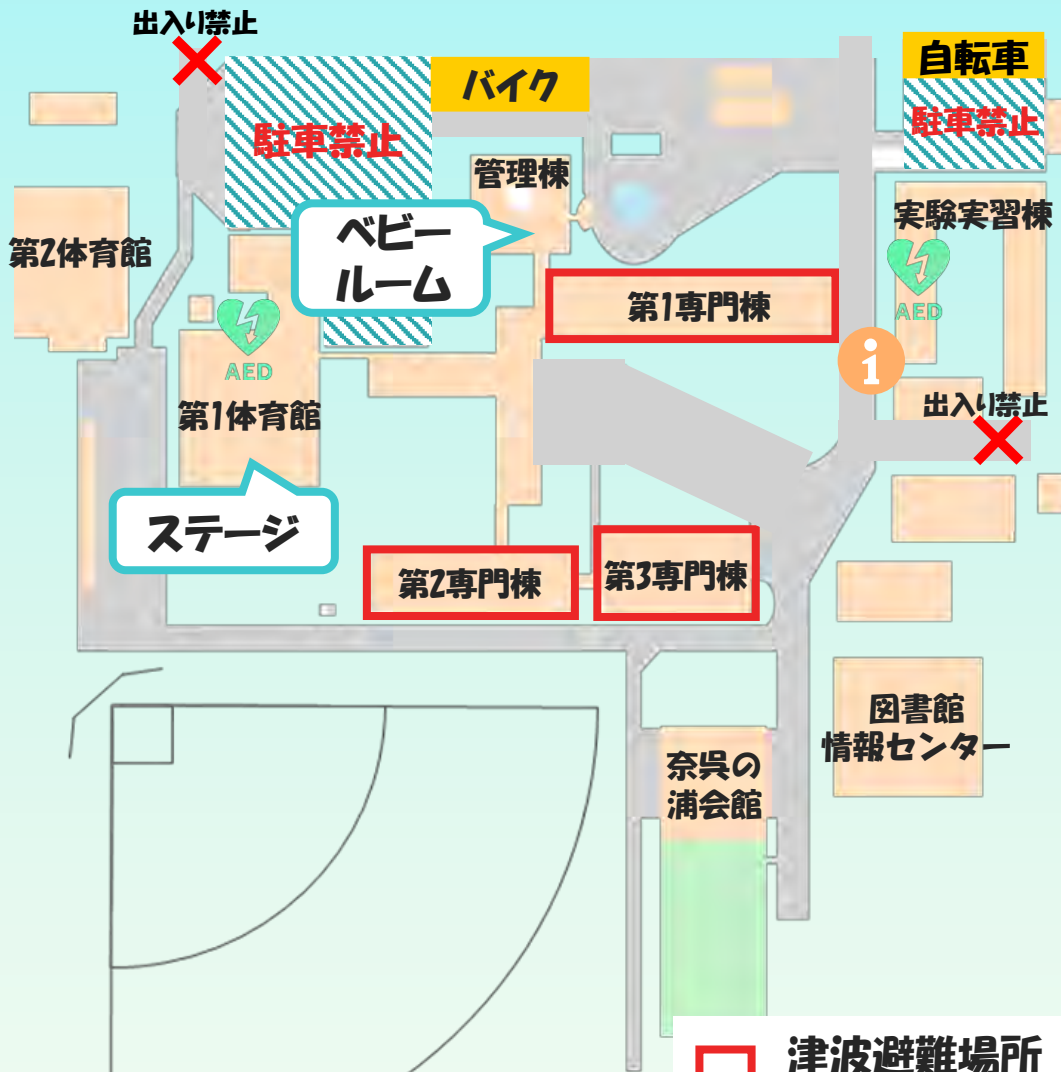 出入り禁止
自転車
バイク
駐車禁止
駐車禁止
管理棟
実験実習棟
第2体育館
ベビー
ルーム
第1専門棟
AED
i
AED
第1体育館
出入り禁止
ステージ
第2専門棟
第3専門棟
図書館
情報センター
奈呉の
浦会館
津波避難場所